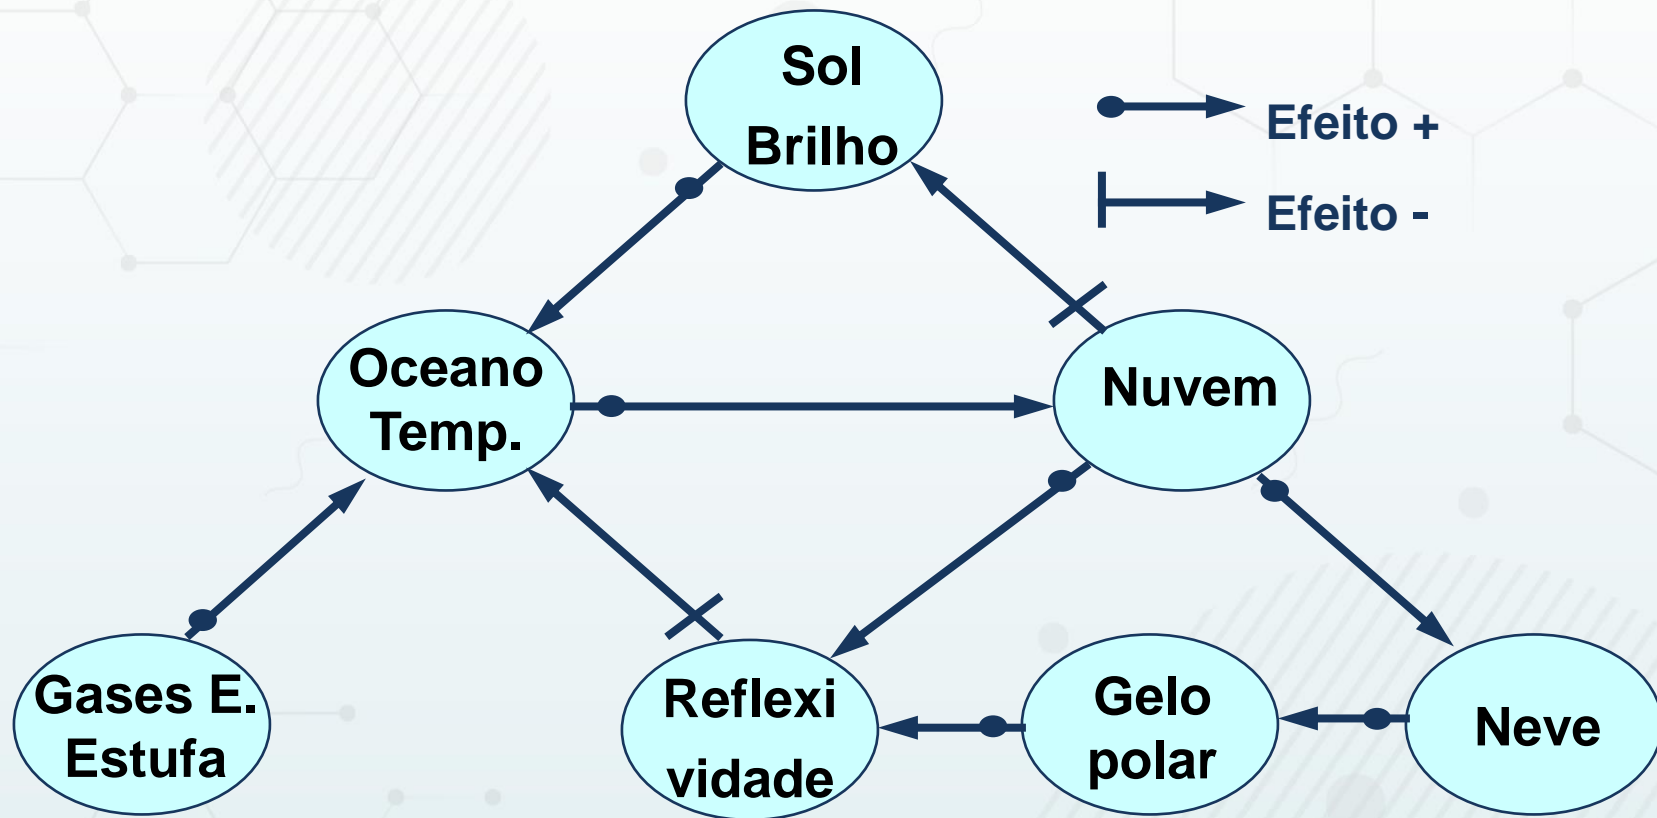 Sol
Brilho
Efeito +
Efeito -
Oceano
Temp.
Nuvem
Gases E.
Estufa
Reflexi
vidade
Gelo
polar
Neve